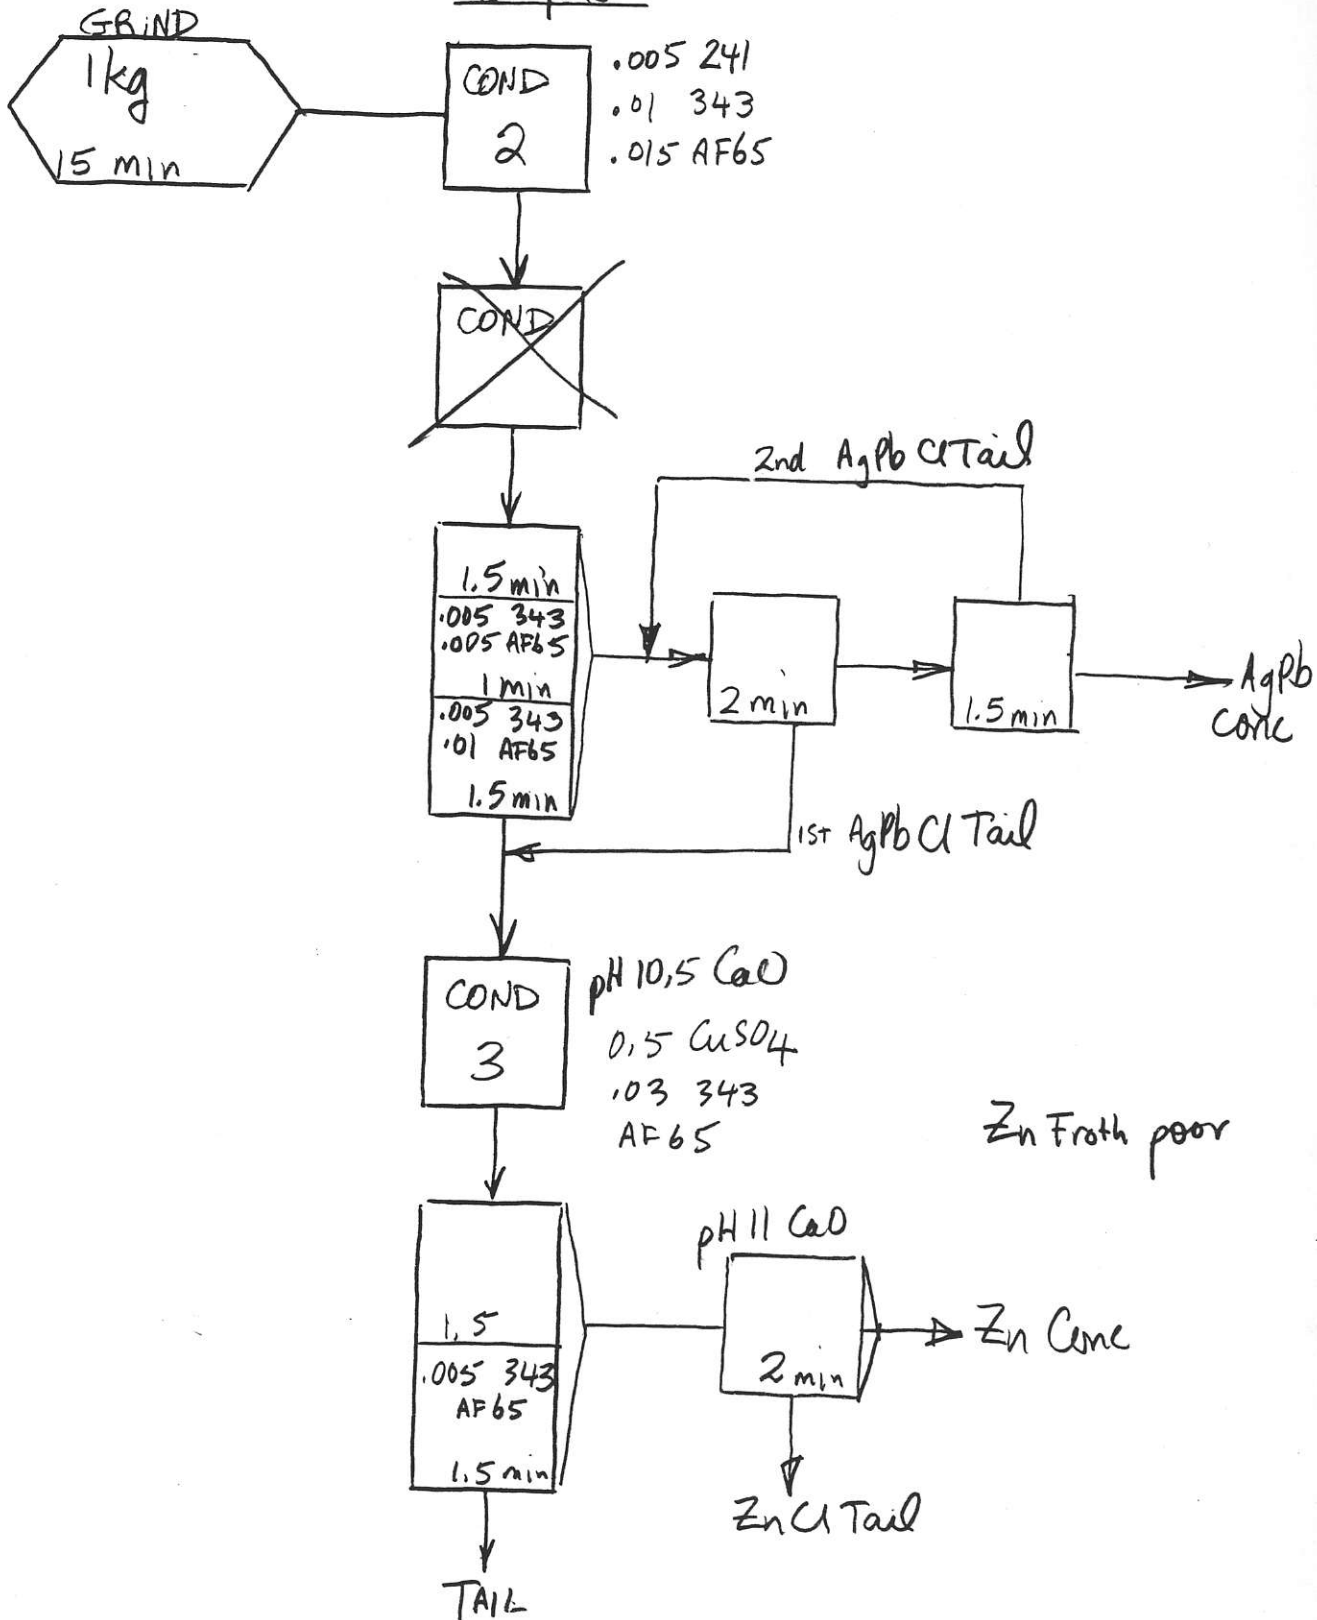 GRIND
1kg
15 min
COND
2
.005 241
.01 343
.015 AF65
COND
2nd AgPb Cl Tail
1.5 min
.005 343
.005 AF65
1 min
.005 343
.01 AF65
1.5 min
2 min
1.5 min
AgPb
conc
1ST AgPb Cl Tail
COND
3
pH 10,5 CaO
0,5 CuSO4
.03 343
AF65
Zn Froth poor
1.5
.005 343
AF65
1.5 min
pH 11 CaO
2 min
Zn Conc
Zn Cl Tail
TAIL